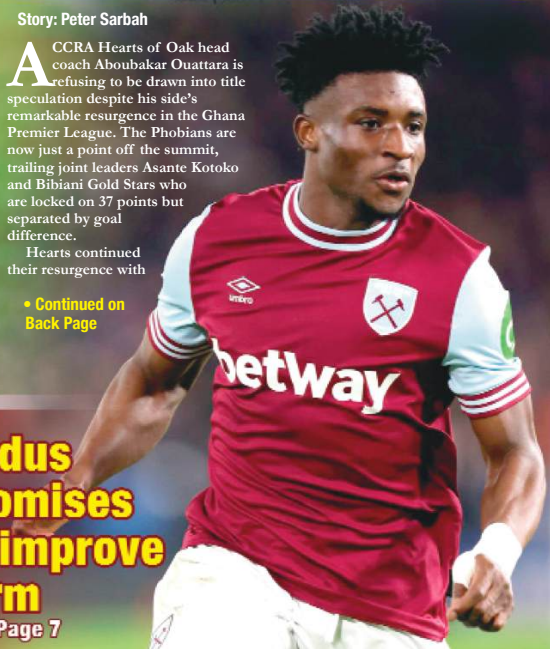 Story: Peter Sarbah
ACCRA Hearts of Oak head
coach Aboubakar Ouattara is
refusing to be drawn into title
speculation despite his side's
remarkable resurgence in the Ghana
Premier League. The Phobians are
now just a point off the summit,
trailing joint leaders Asante Kotoko
and Bibiani Gold Stars who
are locked on 37 points but
separated by goal
difference.
Hearts continued
their resurgence with
• Continued on
Back Page
umbro
betway
dus
omises
improve
rm
Page 7